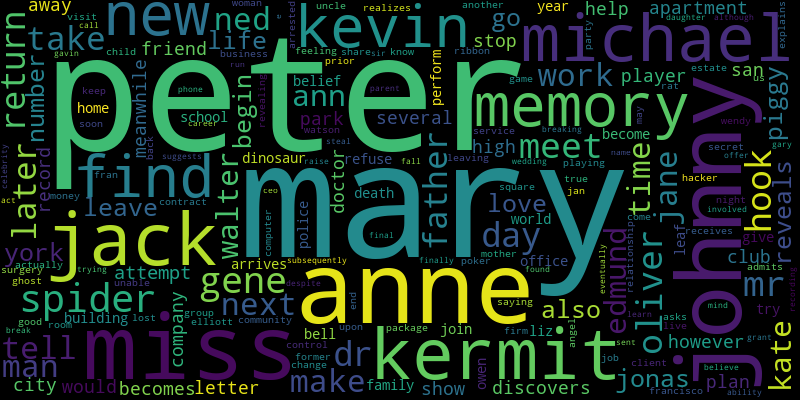 away
new
ned
take
life
return
number
friend
meanwhile
home
soon
school
record
later
find
leave
york
actually
surgery
ghost
good
building
lost
trying
act
celebrity
break
room
tell
man
city
would
becomes
letter
peter
keep
child
begin
business
feeling
belief
ann
prior
park
watson
several
kevin
uncle
arrested
share
sir
know
ribbon
perform
go
stop
player
another
realizes
visit
call
woman
e
run
revealing
phone
career
parent
dinosaur
raise
refuse
rat
fall
leaving
doctor
death
walter
father
high
meet
memory
work
apartment
year
help
daughter
although
party
explains
michael
san
estate
us
piggy
game
service
breaking
become
may
wendy
secret
offer
gary
hook
wedding
playing
true
jan
hacker
name
night
involved
time
jane
johnny
reveals
mary
love
world
square
day
office
mother
found
poker
finally
police
computer
ceo
final
suggests
contract
money
fran
jack
spider
attempt
company
group
elliott
community
arrives
gene
next
subsequently
despite
anne
saying
also
edmund
oliver
relationship
come
leaf
receives
mr
give
club
admits
try
miss
dr
make
bell
control
former
change
family
upon
end
package
show
join
firm
liz
angel
kermit
owen
discovers
job
sent
eventually
jonas
francisco
client
however
asks
live
learn
mind
believe
plan
ability
grant
kate
recording